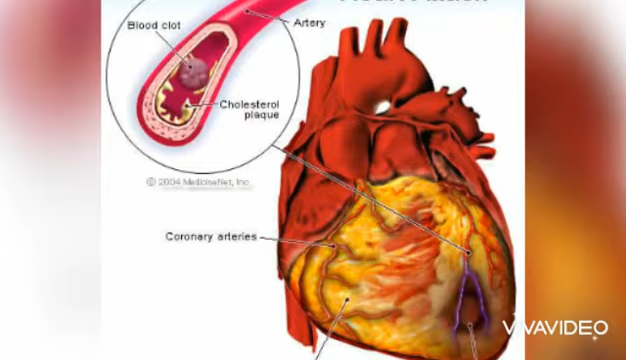 Blood clot
Artery
Cholesterol
plaque
© 2004 MedicineNet, Inc.
Coronary arteries
VIVAVIDEO